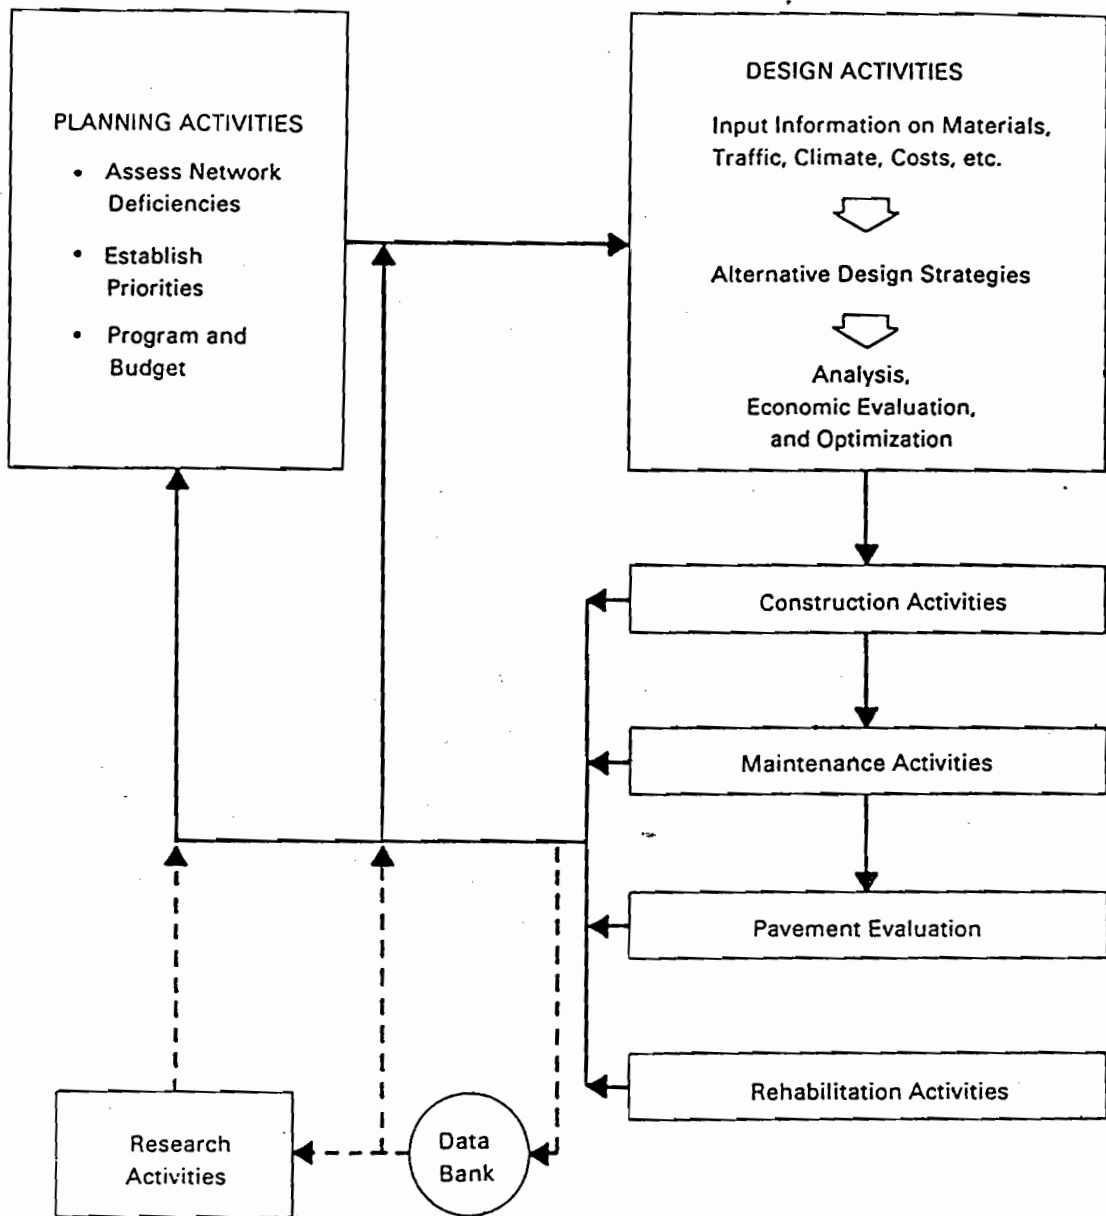 PLANNING ACTIVITIES
• Assess Network
Deficiencies
• Establish
Priorities
• Program and
Budget
DESIGN ACTIVITIES
Input Information on Materials,
Traffic, Climate, Costs, etc.
Alternative Design Strategies
Analysis,
Economic Evaluation,
and Optimization
Construction Activities
Maintenance Activities
Pavement Evaluation
Rehabilitation Activities
Research
Activities
Data
Bank